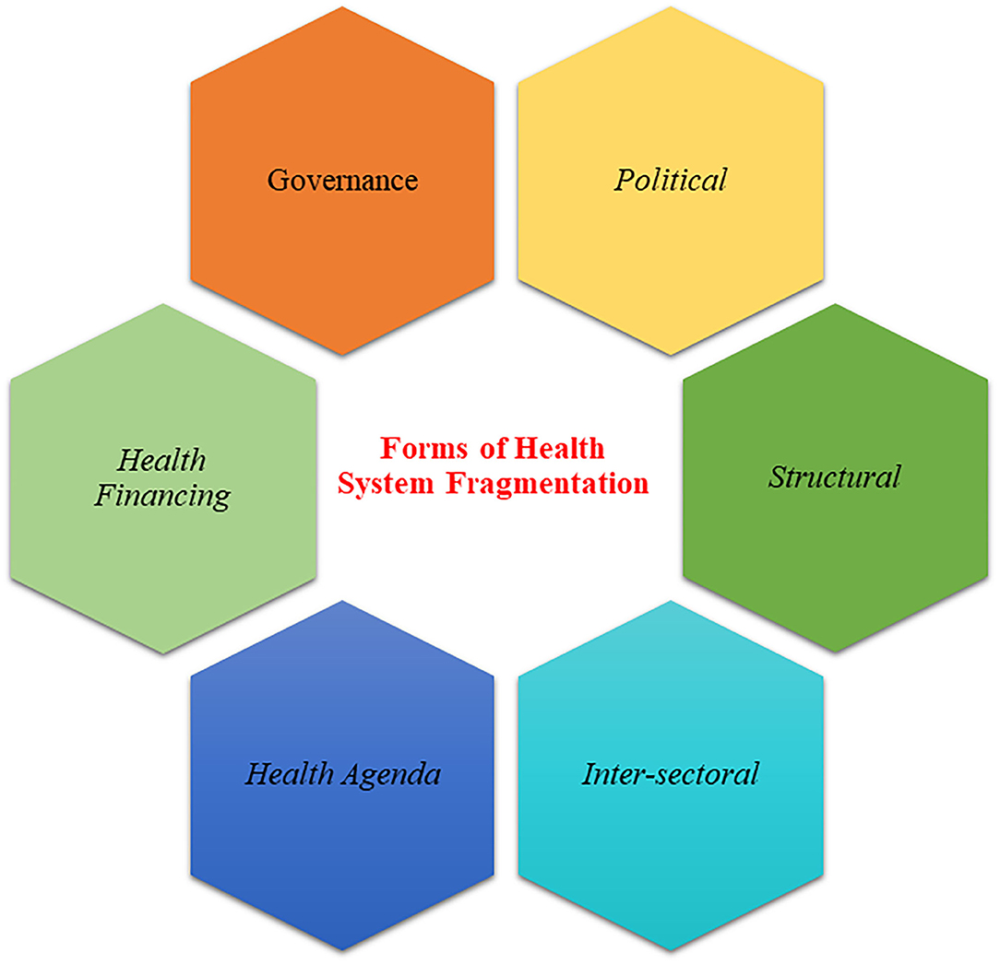 Governance
Political
Health
Financing
Forms of Health
System Fragmentation
Structural
Health Agenda
Inter-sectoral